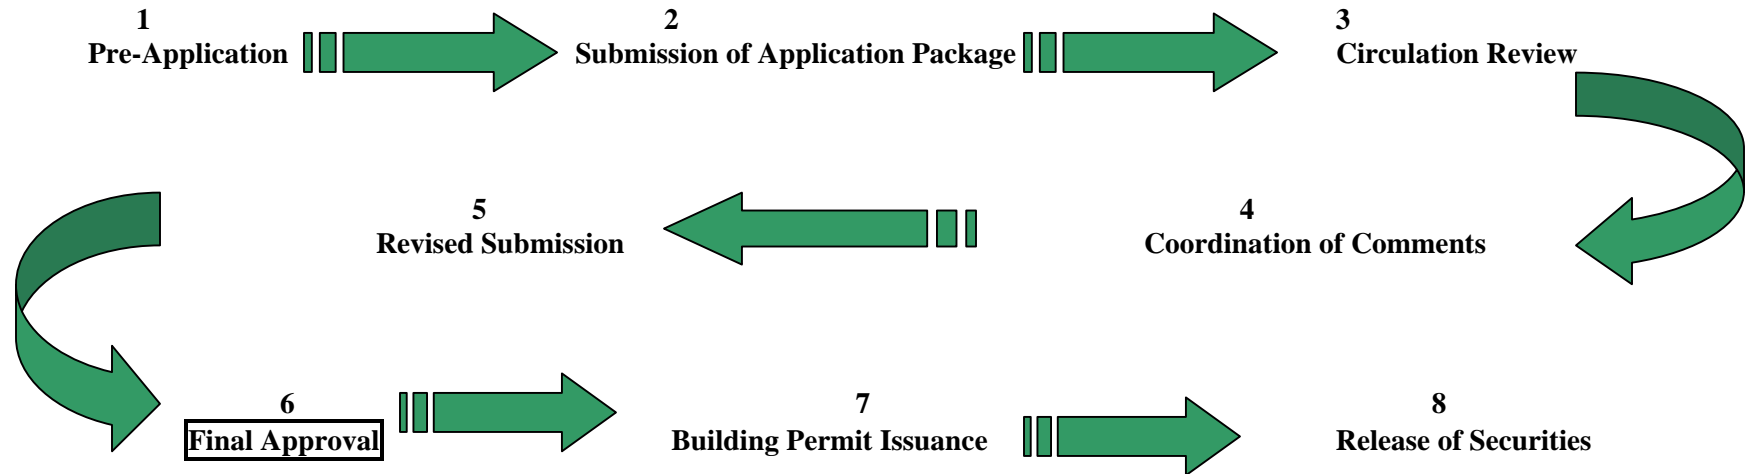 1
Pre-Application
2
Submission of Application Package
3
Circulation Review
4
Coordination of Comments
5
Revised Submission
6
Final Approval
7
Building Permit Issuance
8
Release of Securities